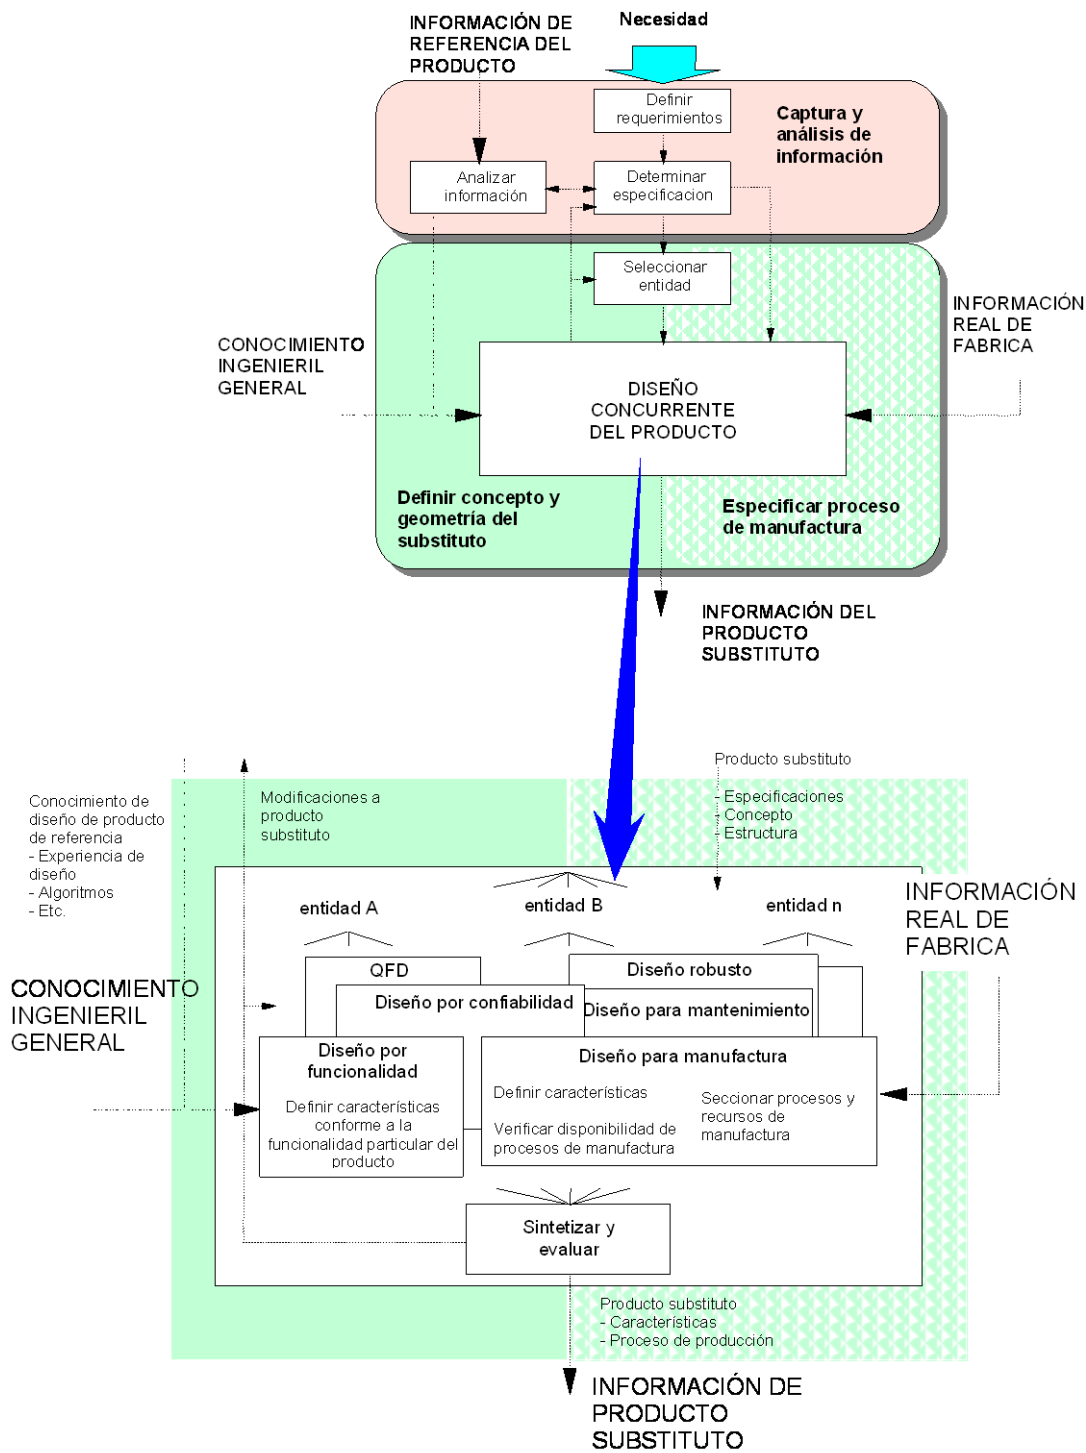 INFORMACIÓN DE
REFERENCIA DEL
PRODUCTO
Necesidad
Definir
requerimientos
Captura y
análisis de
información
Analizar
información
Determinar
especificacion
Seleccionar
entidad
CONOCIMIENTO
INGENIERIL
GENERAL
INFORMACIÓN
REAL DE
FABRICA
DISEÑO
CONCURRENTE
DEL PRODUCTO
Definir concepto y
geometría del
substituto
Especificar proceso
de manufactura
INFORMACIÓN DEL
PRODUCTO
SUBSTITUTO
Conocimiento de
diseño de producto
de referencia
- Experiencia de
diseño
- Algoritmos
- Etc.
Modificaciones a
producto
substituto
Producto substituto
- Especificaciones
- Concepto
- Estructura
entidad A
entidad B
entidad n
INFORMACIÓN
REAL DE
FABRICA
CONOCIMIENTO
INGENIERIL
GENERAL
QFD
Diseño robusto
Diseño por confiabilidad
Diseño para mantenimiento
Diseño por
funcionalidad
Definir características
conforme a la
funcionalidad particular del
producto
Diseño para manufactura
Definir características
Verificar disponibilidad de
procesos de manufactura
Seccionar procesos y
recursos de
manufactura
Sintetizar y
evaluar
Producto substituto
- Características
- Proceso de producción
INFORMACIÓN DE
PRODUCTO
SUBSTITUTO